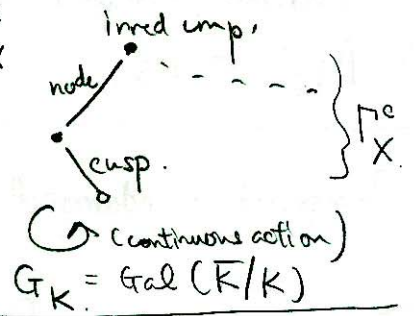 irred cmp.
node
Γ^c_X
cusp.
(continuous action)
G_K = Gal (K̄/K)